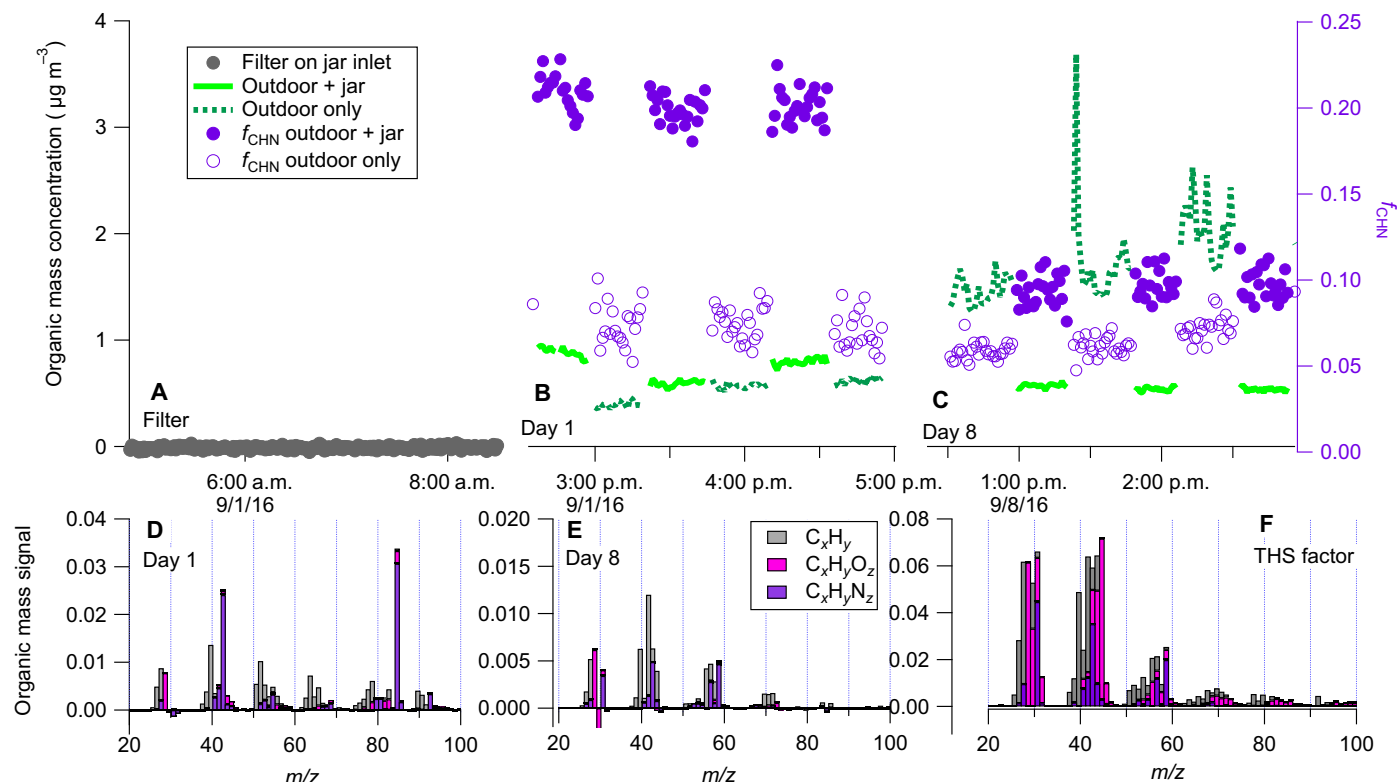 4
3
2
1
0
Organic mass concentration ( μg m⁻³)
Filter on jar inlet
Outdoor + jar
Outdoor only
fCHN outdoor + jar
fCHN outdoor only
A
Filter
B
Day 1
C
Day 8
0.25
0.20
0.15
0.10
0.05
0.00
fCHN
6:00 a.m.
8:00 a.m.
9/1/16
3:00 p.m.
4:00 p.m.
5:00 p.m.
9/1/16
1:00 p.m.
2:00 p.m.
9/8/16
Organic mass signal
0.04
0.03
0.02
0.01
0.00
D
Day 1
20
40
60
80
100
m/z
0.020
0.015
0.010
0.005
0.000
E
Day 8
CxHy
CxHyOz
CxHyNz
20
40
60
80
100
m/z
0.08
0.06
0.04
0.02
0.00
F
THS factor
20
40
60
80
100
m/z